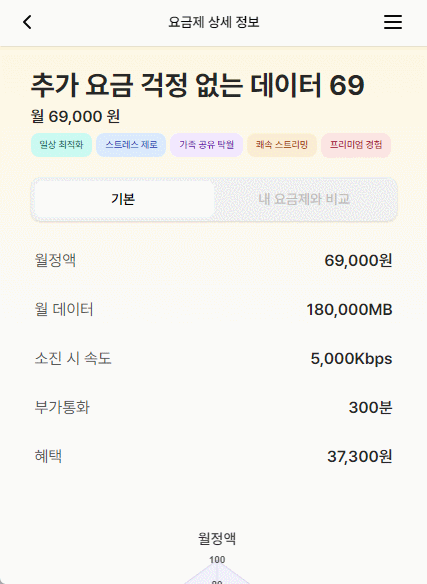 요금제 상세 정보
추가 요금 걱정 없는 데이터 69
월 69,000 원
일상 최적화 스트레스 제로 가족 공유 탁월 쾌속 스트리밍 프리미엄 경험
기본 내 요금제와 비교
월정액 69,000원
월 데이터 180,000MB
소진 시 속도 5,000Kbps
부가통화 300분
혜택 37,300원
월정액
100